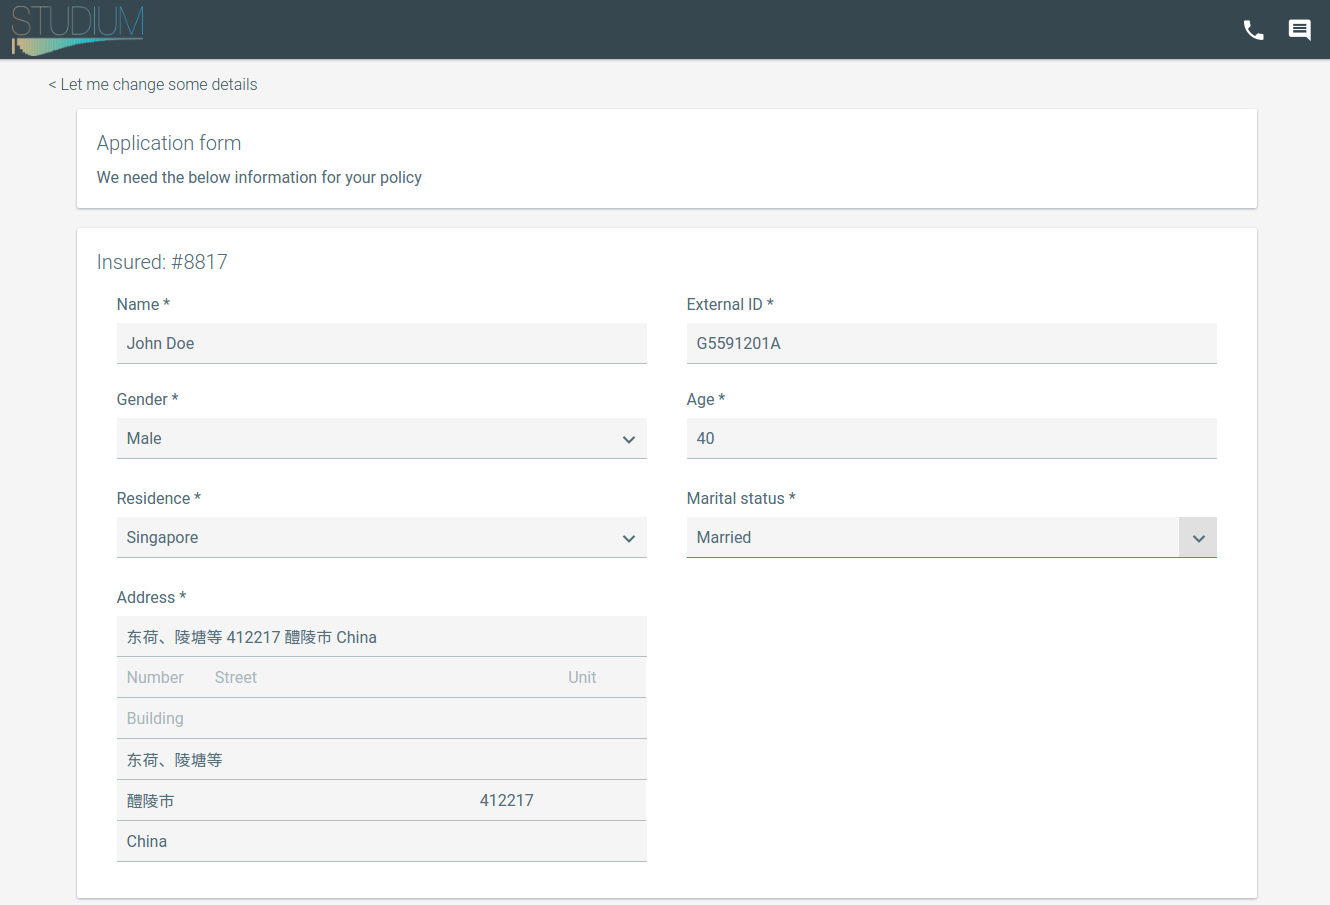 STUDIUM
< Let me change some details
Application form
We need the below information for your policy
Insured: #8817
Name *
External ID *
John Doe
G5591201A
Gender *
Age *
Male
40
Residence *
Marital status *
Singapore
Married
Address *
东荷、陵塘等 412217 醴陵市 China
Number Street Unit
Building
东荷、陵塘等
醴陵市 412217
China